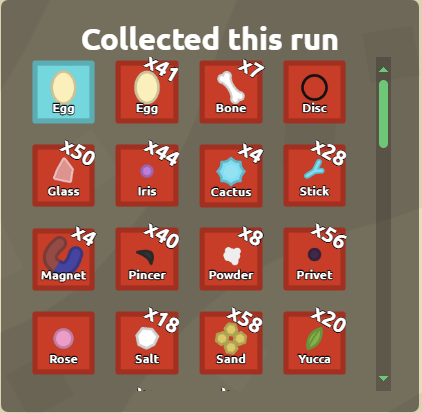 Collected this run
Egg
x41 Egg
x7 Bone
Disc
x50 Glass
x44 Iris
x4 Cactus
x28 Stick
x4 Magnet
x40 Pincer
x8 Powder
x56 Privet
Rose
x18 Salt
x58 Sand
x20 Yucca